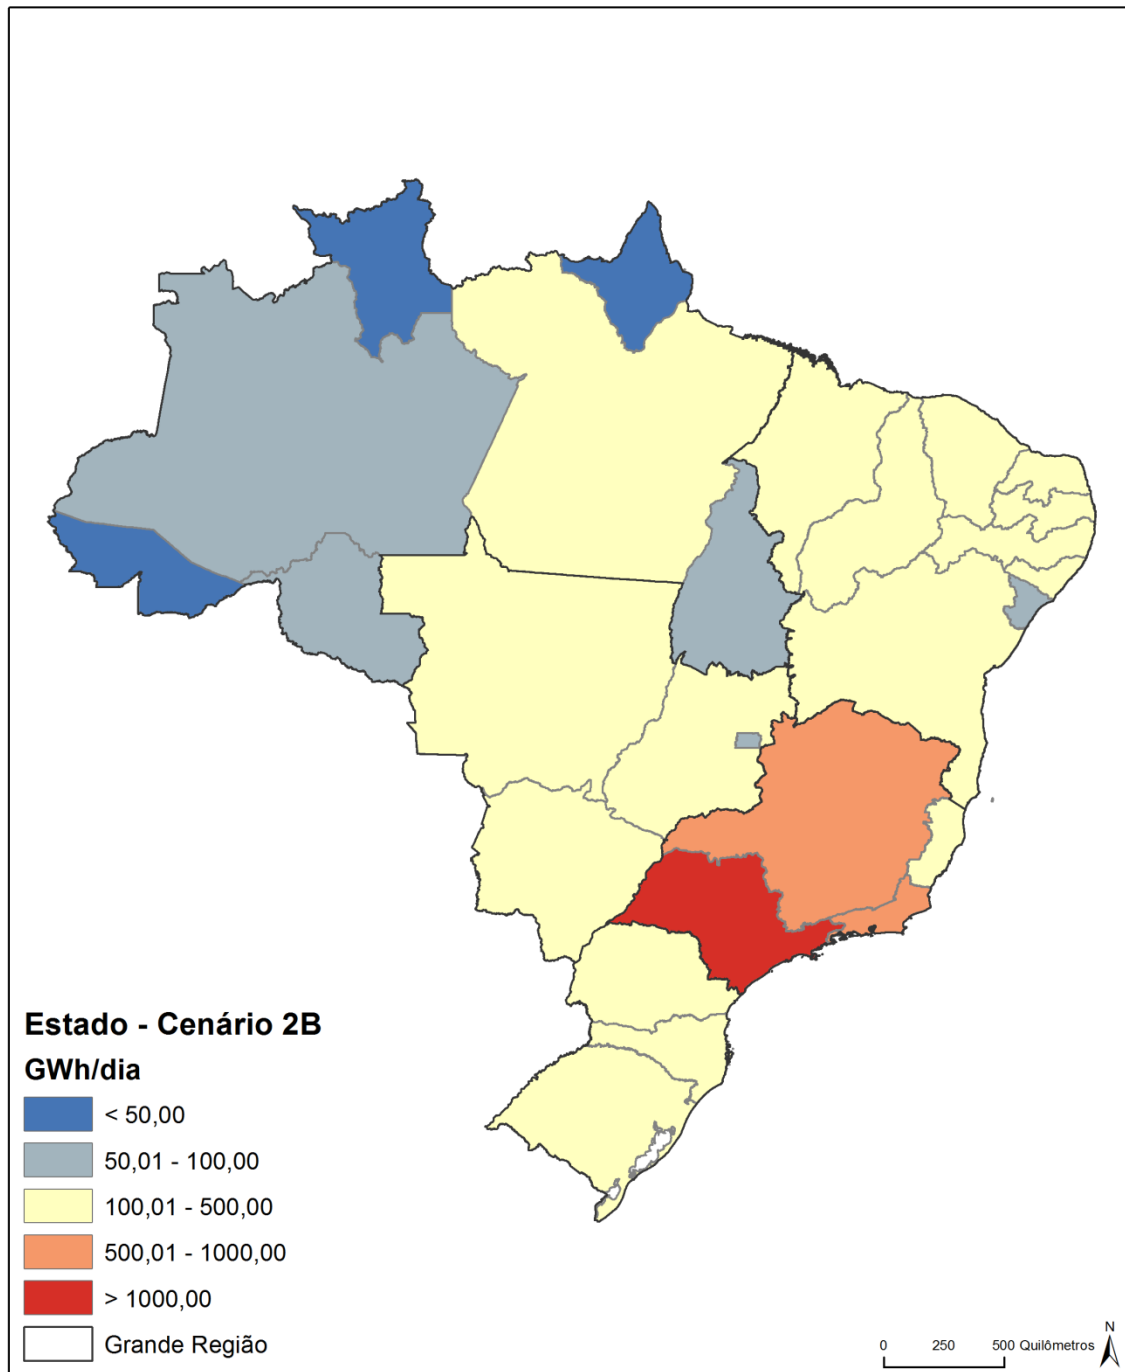 Estado - Cenário 2B
GWh/dia
< 50,00
50,01 - 100,00
100,01 - 500,00
500,01 - 1000,00
> 1000,00
Grande Região
0 250 500 Quilômetros
N